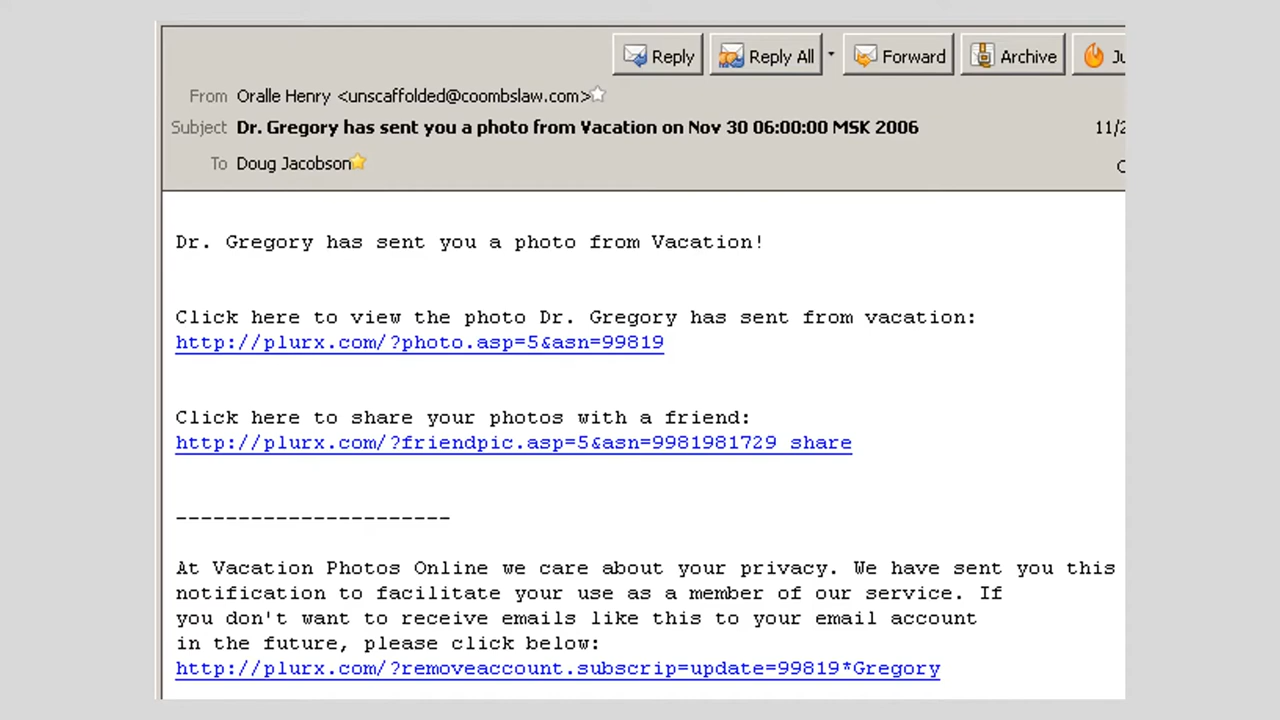 Reply Reply All Forward Archive
From Oralle Henry <unscaffolded@coombslaw.com>
Subject Dr. Gregory has sent you a photo from Vacation on Nov 30 06:00:00 MSK 2006
To Doug Jacobson
Dr. Gregory has sent you a photo from Vacation!
Click here to view the photo Dr. Gregory has sent from vacation:
http://plurx.com/?photo.asp=5&asn=99819
Click here to share your photos with a friend:
http://plurx.com/?friendpic.asp=5&asn=9981981729 share
----------------------
At Vacation Photos Online we care about your privacy. We have sent you this
notification to facilitate your use as a member of our service. If
you don't want to receive emails like this to your email account
in the future, please click below:
http://plurx.com/?removeaccount.subscrip=update=99819*Gregory